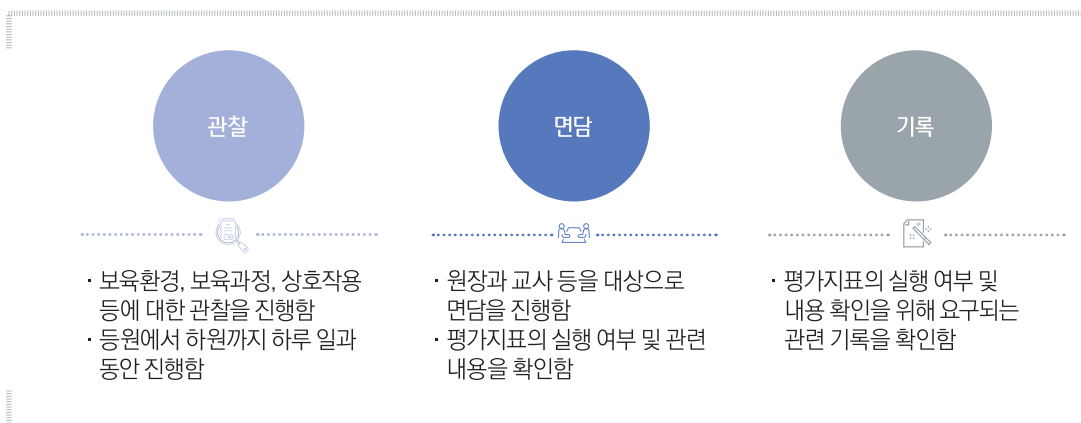 관찰
· 보육환경, 보육과정, 상호작용
등에 대한 관찰을 진행함
· 등원에서 하원까지 하루 일과
동안 진행함
면담
· 원장과 교사 등을 대상으로
면담을 진행함
· 평가지표의 실행 여부 및 관련
내용을 확인함
기록
· 평가지표의 실행 여부 및
내용 확인을 위해 요구되는
관련 기록을 확인함